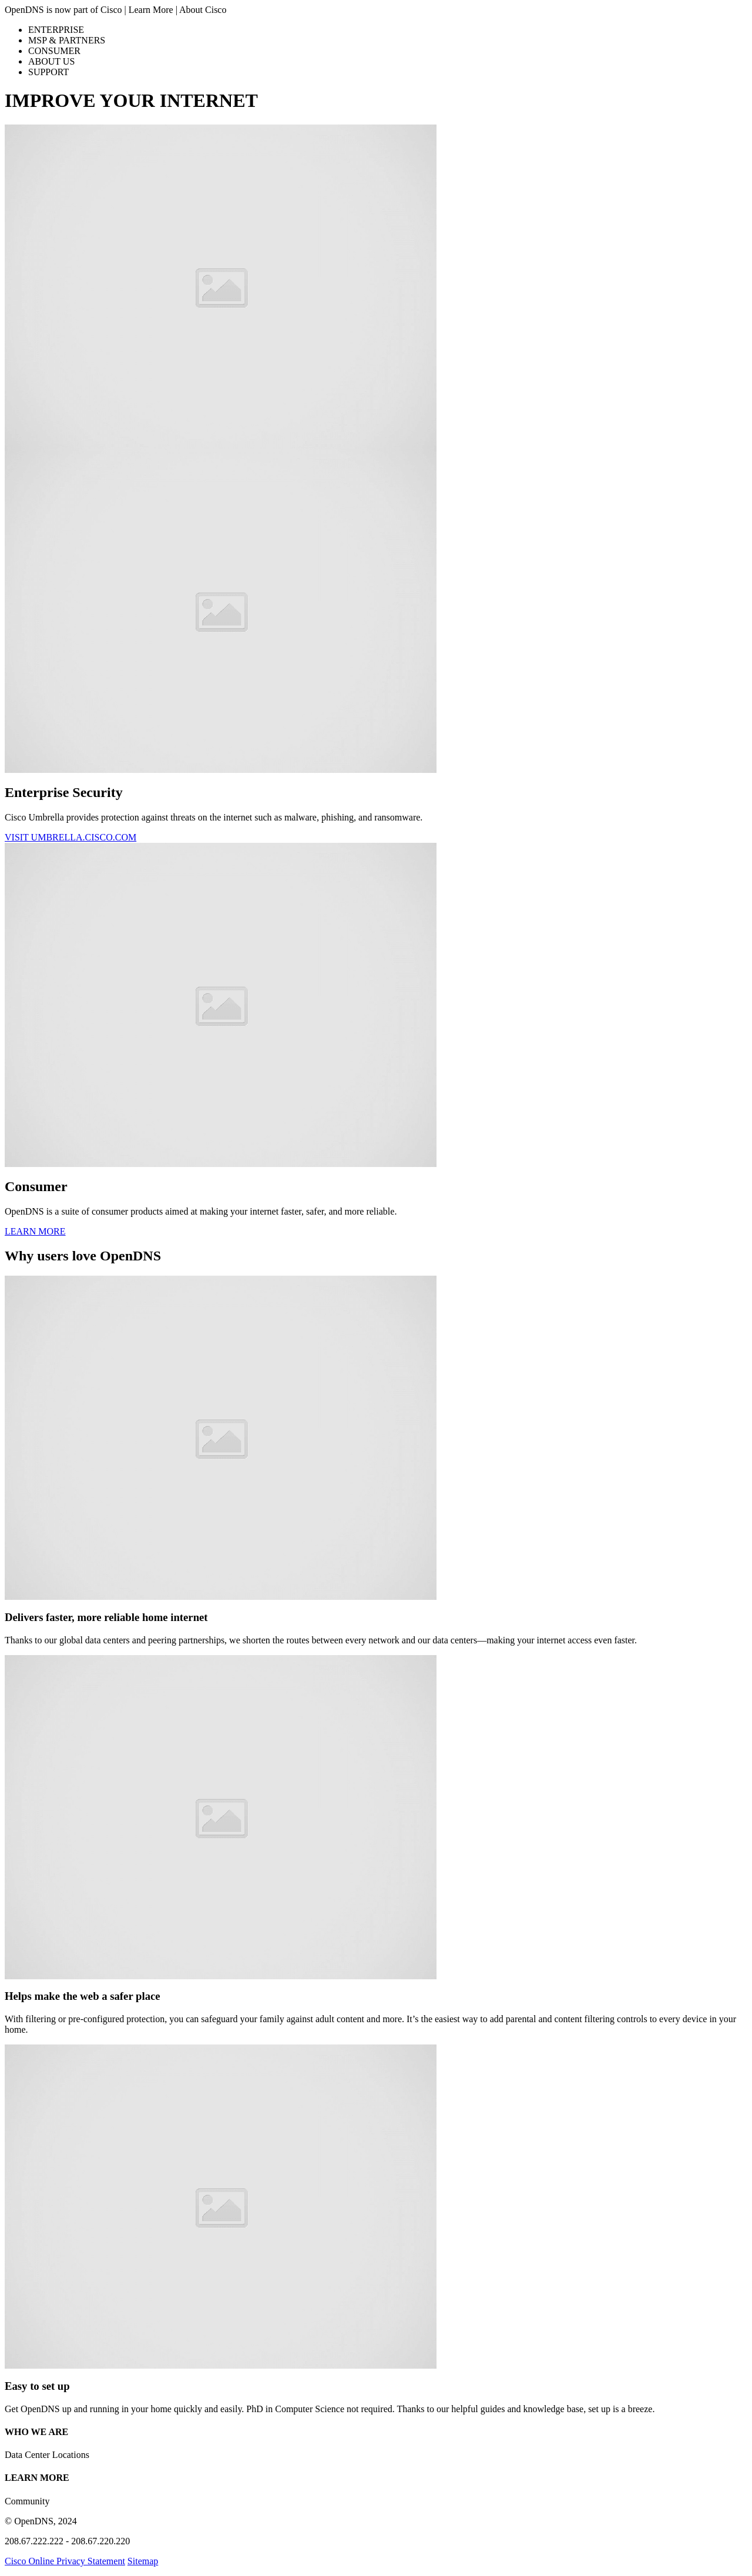 OpenDNS is now part of Cisco | Learn More | About Cisco
ENTERPRISE
MSP & PARTNERS
CONSUMER
ABOUT US
SUPPORT
IMPROVE YOUR INTERNET
Enterprise Security
Cisco Umbrella provides protection against threats on the internet such as malware, phishing, and ransomware.
VISIT UMBRELLA.CISCO.COM
Consumer
OpenDNS is a suite of consumer products aimed at making your internet faster, safer, and more reliable.
LEARN MORE
Why users love OpenDNS
Delivers faster, more reliable home internet
Thanks to our global data centers and peering partnerships, we shorten the routes between every network and our data centers—making your internet access even faster.
Helps make the web a safer place
With filtering or pre-configured protection, you can safeguard your family against adult content and more. It’s the easiest way to add parental and content filtering controls to every device in your
home.
Easy to set up
Get OpenDNS up and running in your home quickly and easily. PhD in Computer Science not required. Thanks to our helpful guides and knowledge base, set up is a breeze.
WHO WE ARE
Data Center Locations
LEARN MORE
Community
© OpenDNS, 2024
208.67.222.222 - 208.67.220.220
Cisco Online Privacy Statement Sitemap